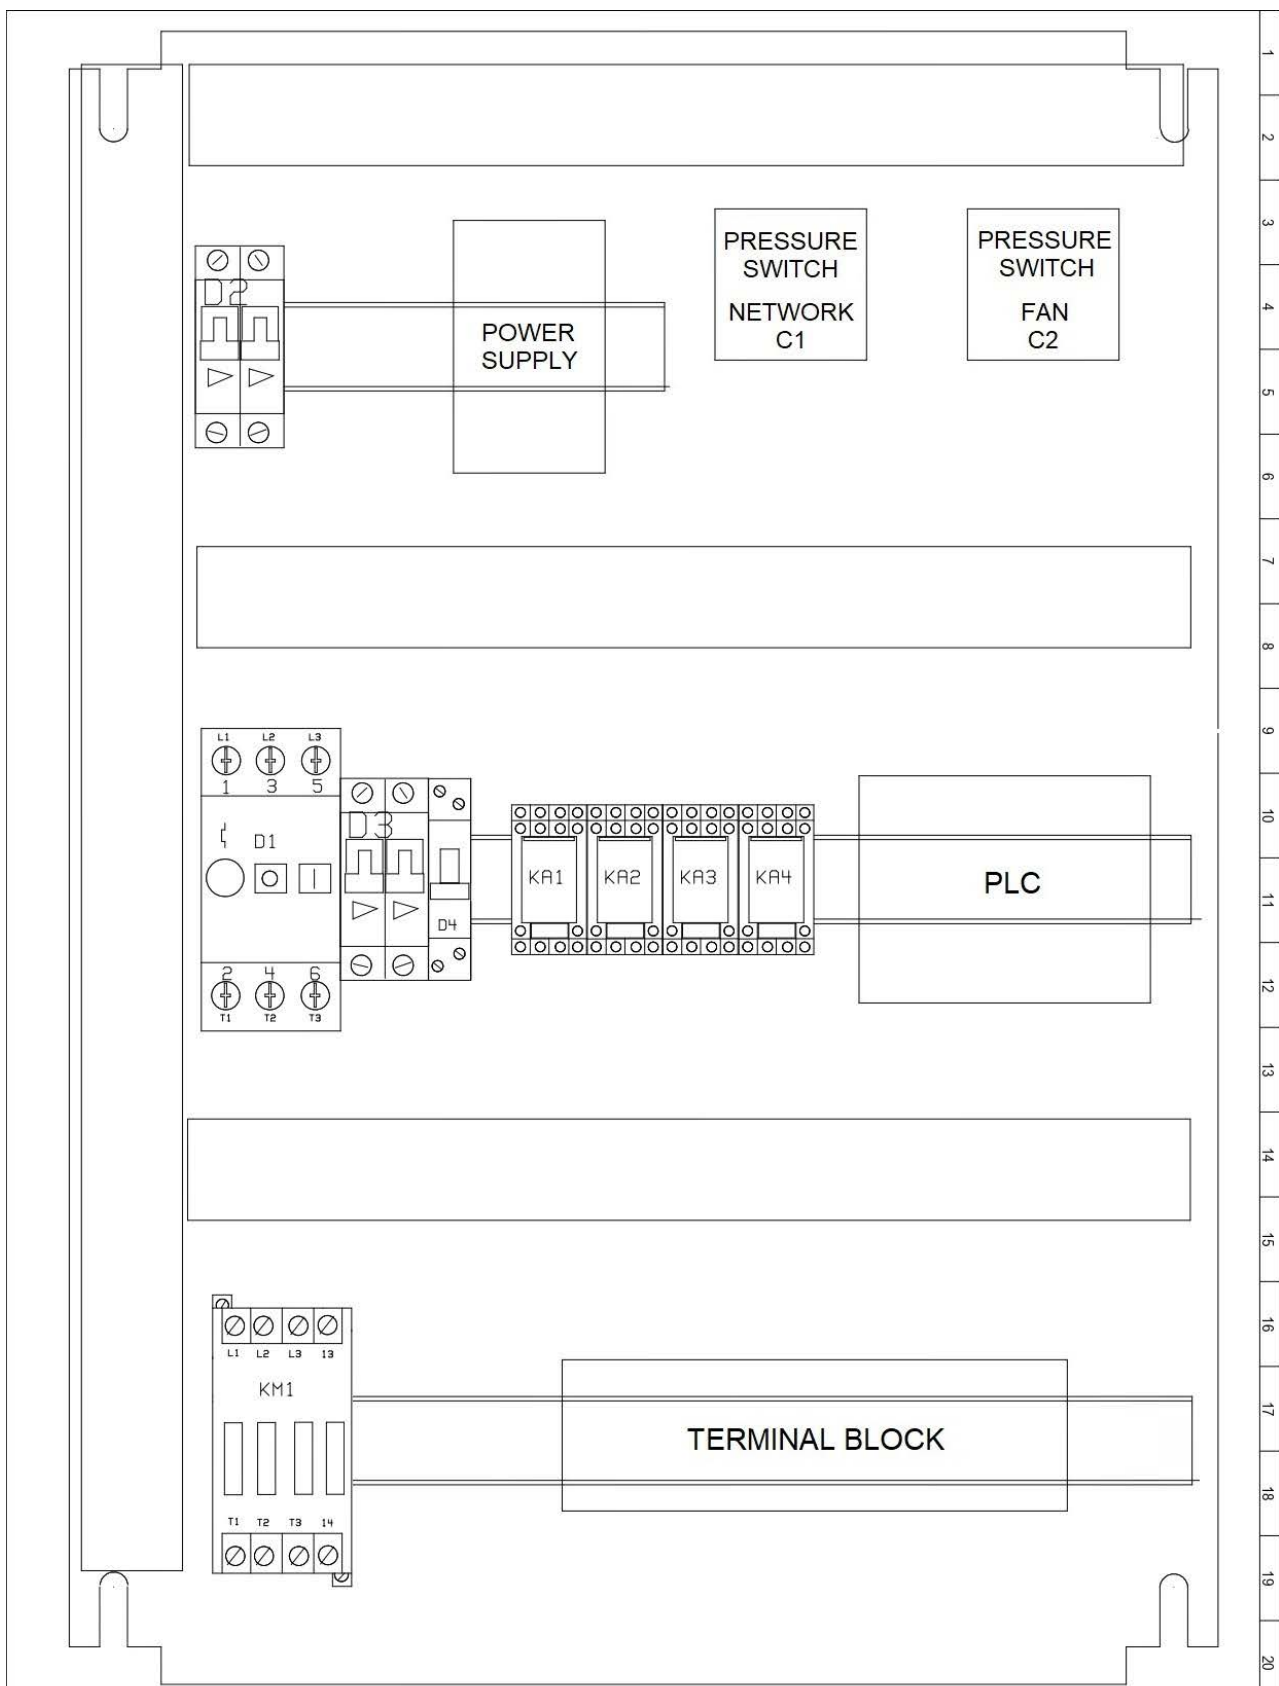 1
2
3
PRESSURE
SWITCH
NETWORK
C1
PRESSURE
SWITCH
FAN
C2
D2
4
POWER
SUPPLY
5
6
7
8
9
L1 L2 L3
1 3 5
D1
D3
10
KA1 KA2 KA3 KA4
PLC
11
D4
2 4 6
T1 T2 T3
12
13
14
15
16
L1 L2 L3 13
KM1
17
TERMINAL BLOCK
18
T1 T2 T3 14
19
20